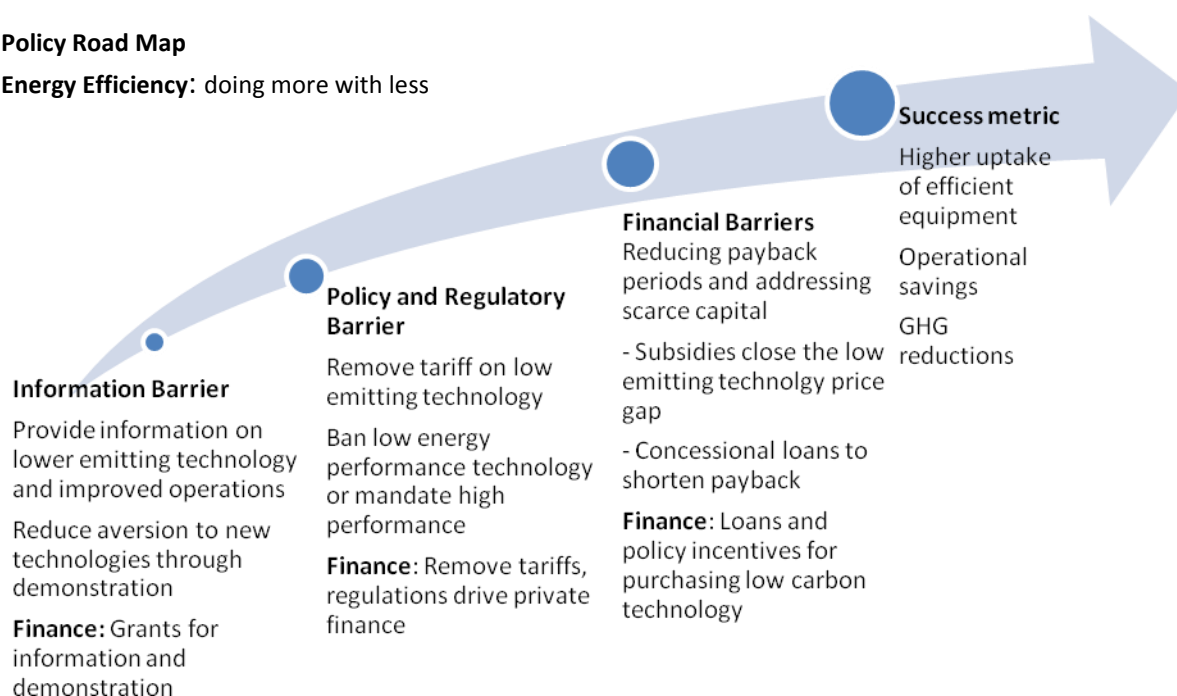 Policy Road Map
Energy Efficiency: doing more with less
Information Barrier
Provide information on
lower emitting technology
and improved operations
Reduce aversion to new
technologies through
demonstration
Finance: Grants for
information and
demonstration
Policy and Regulatory
Barrier
Remove tariff on low
emitting technology
Ban low energy
performance technology
or mandate high
performance
Finance: Remove tariffs,
regulations drive private
finance
Financial Barriers
Reducing payback
periods and addressing
scarce capital
- Subsidies close the low
emitting technolgy price
gap
- Concessional loans to
shorten payback
Finance: Loans and
policy incentives for
purchasing low carbon
technology
Success metric
Higher uptake
of efficient
equipment
Operational
savings
GHG
reductions